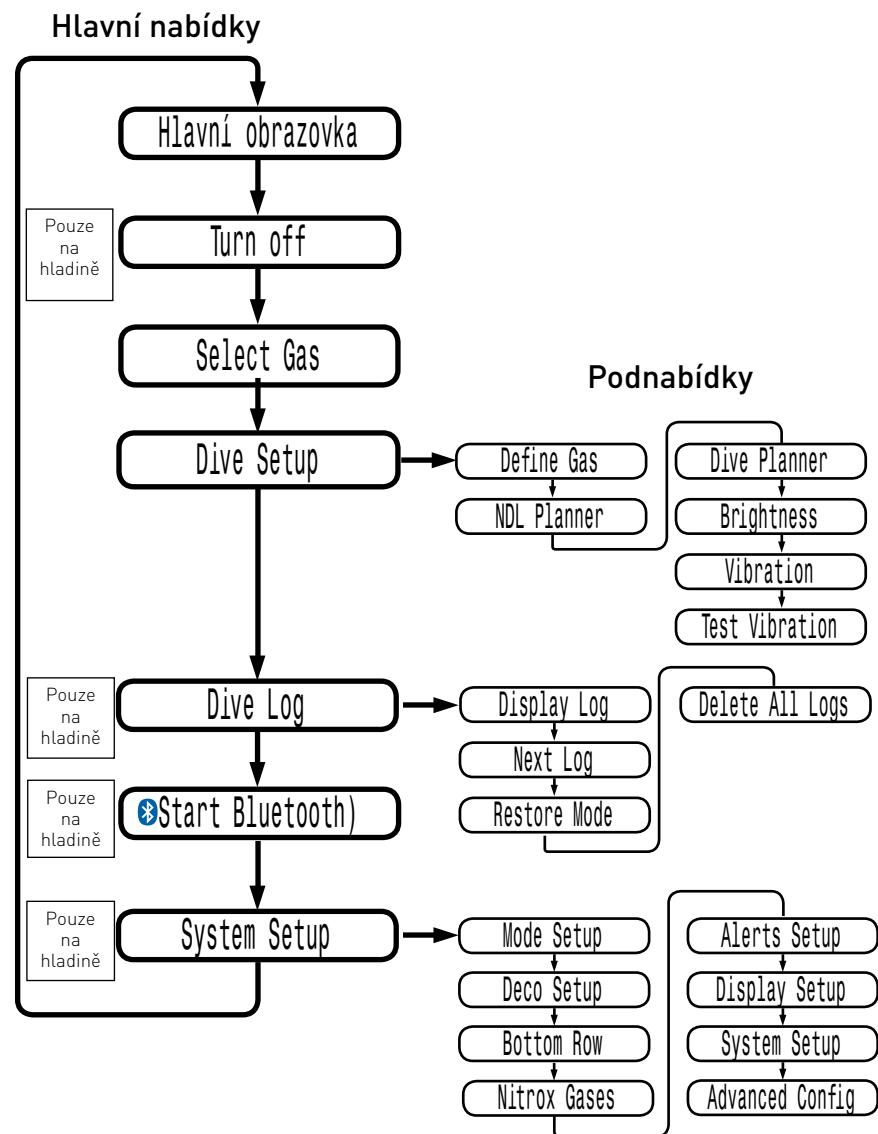 Hlavní nabídky
Hlavní obrazovka
Pouze
na
hladině
Turn off
Select Gas
Podnabídky
Dive Setup
Define Gas
NDL Planner
Dive Planner
Brightness
Vibration
Test Vibration
Pouze
na
hladině
Dive Log
Display Log
Next Log
Restore Mode
Delete All Logs
Pouze
na
hladině
Start Bluetooth)
Pouze
na
hladině
System Setup
Mode Setup
Deco Setup
Bottom Row
Nitrox Gases
Alerts Setup
Display Setup
System Setup
Advanced Config